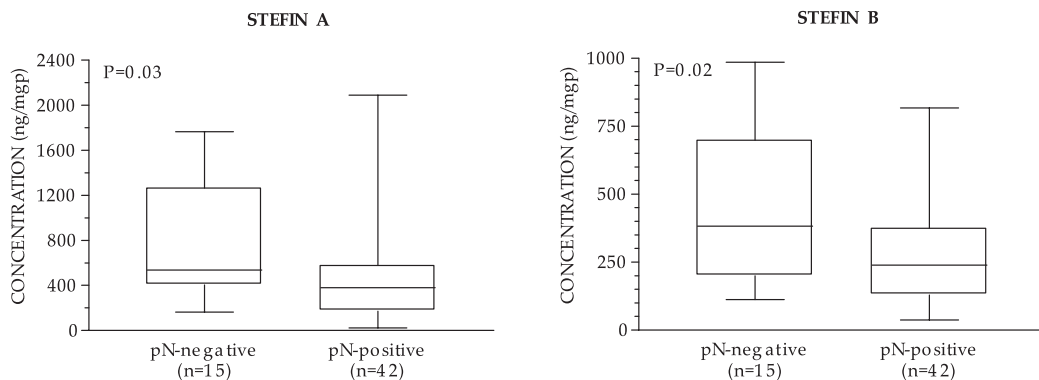 STEFIN A
CONCENTRATION (ng/mgp)
2400
2000
1600
1200
800
400
0
P=0.03
pN-negative
(n=15)
pN-positive
(n=42)
STEFIN B
CONCENTRATION (ng/mgp)
1000
750
500
250
0
P=0.02
pN-negative
(n=15)
pN-positive
(n=42)